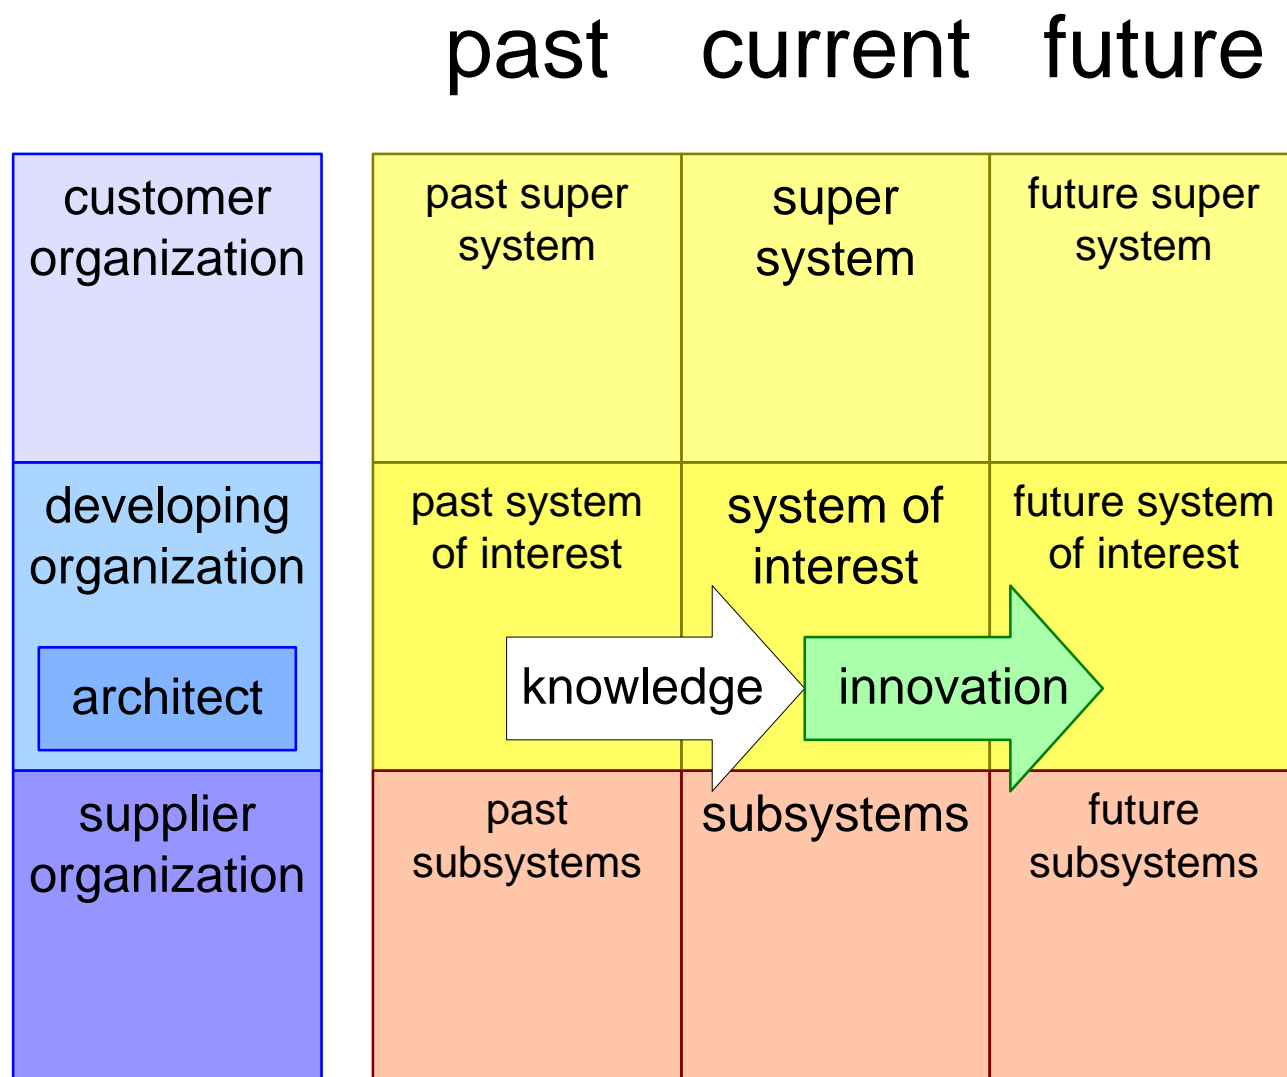 past current future
customer
organization
past super
system
super
system
future super
system
developing
organization
architect
past system
of interest
system of
interest
future system
of interest
knowledge
innovation
supplier
organization
past
subsystems
subsystems
future
subsystems